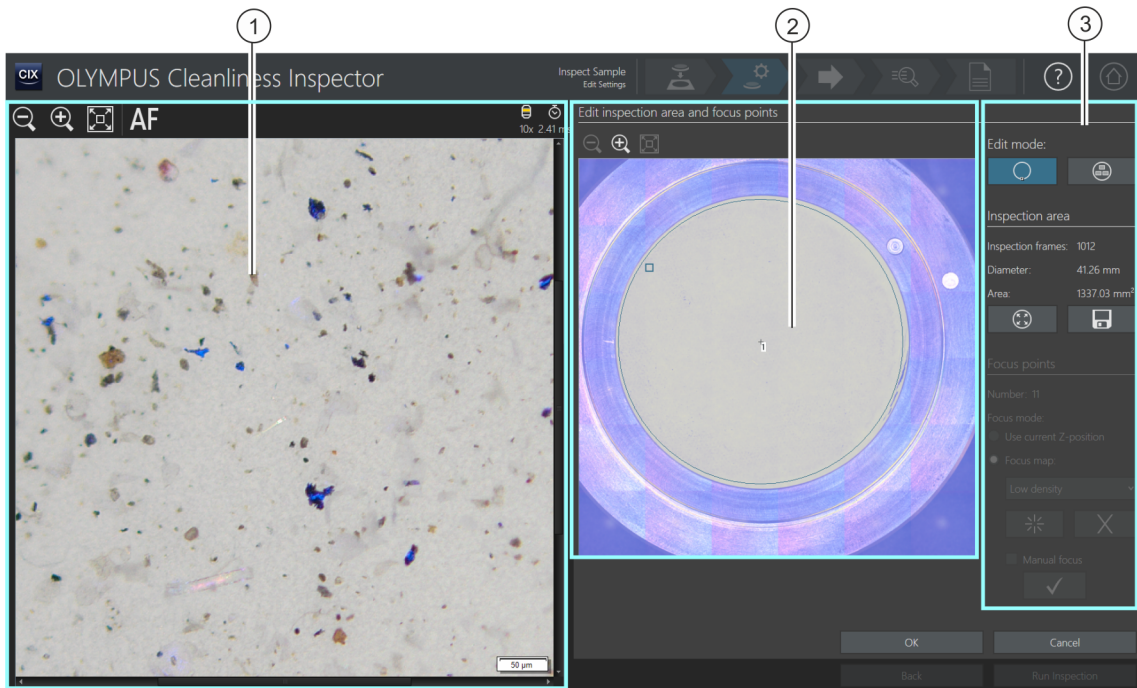 1
2
3
CIX
OLYMPUS Cleanliness Inspector
Inspect Sample
Edit Settings
?
AF
10x 2.41 ms
50 µm
Edit inspection area and focus points
1
Edit mode:
Inspection area
Inspection frames: 1012
Diameter: 41.26 mm
Area: 1337.03 mm²
Focus points
Number: 11
Focus mode:
Use current Z-position
Focus map:
Low density
Manual focus
OK
Cancel
Back
Run Inspection